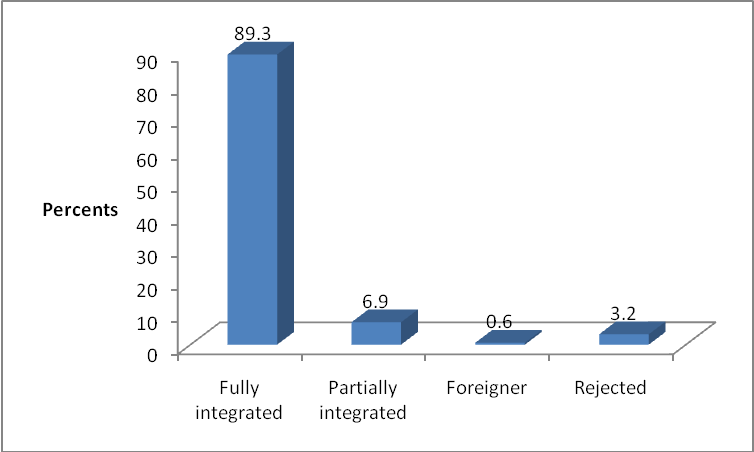 89.3
90
80
70
60
50
40
30
20
10
0
Percents
6.9
0.6
3.2
Fully
integrated
Partially
integrated
Foreigner
Rejected